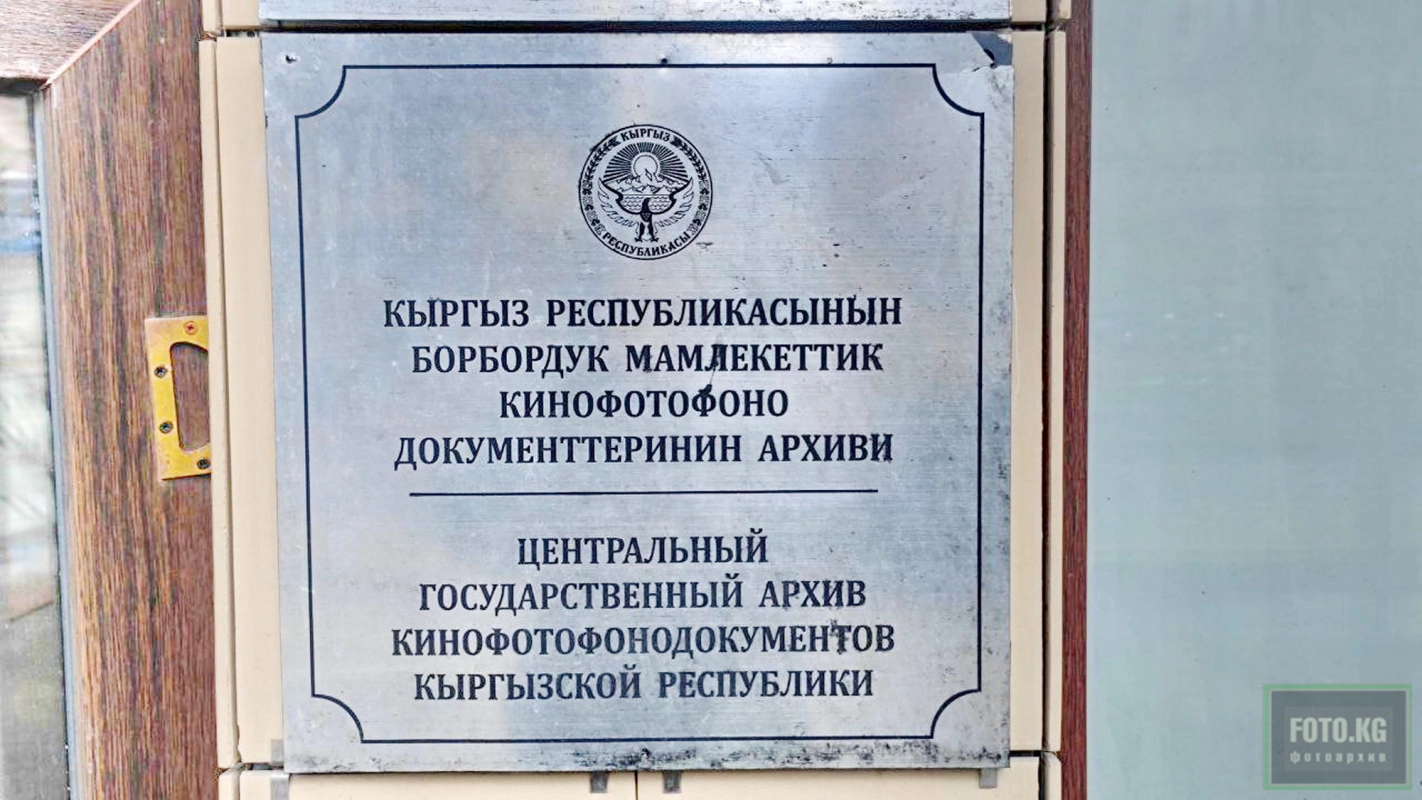 КЫРГЫЗ
РЕСПУБЛИКАСЫ
КЫРГЫЗ РЕСПУБЛИКАСЫНЫН
БОРБОРДУК МАМЛЕКЕТТИК
КИНОФОТОФОНО
ДОКУМЕНТТЕРИНИН АРХИВИ
ЦЕНТРАЛЬНЫЙ
ГОСУДАРСТВЕННЫЙ АРХИВ
КИНОФОТОФОНОДОКУМЕНТОВ
КЫРГЫЗСКОЙ РЕСПУБЛИКИ
FOTO.KG
фотоархив